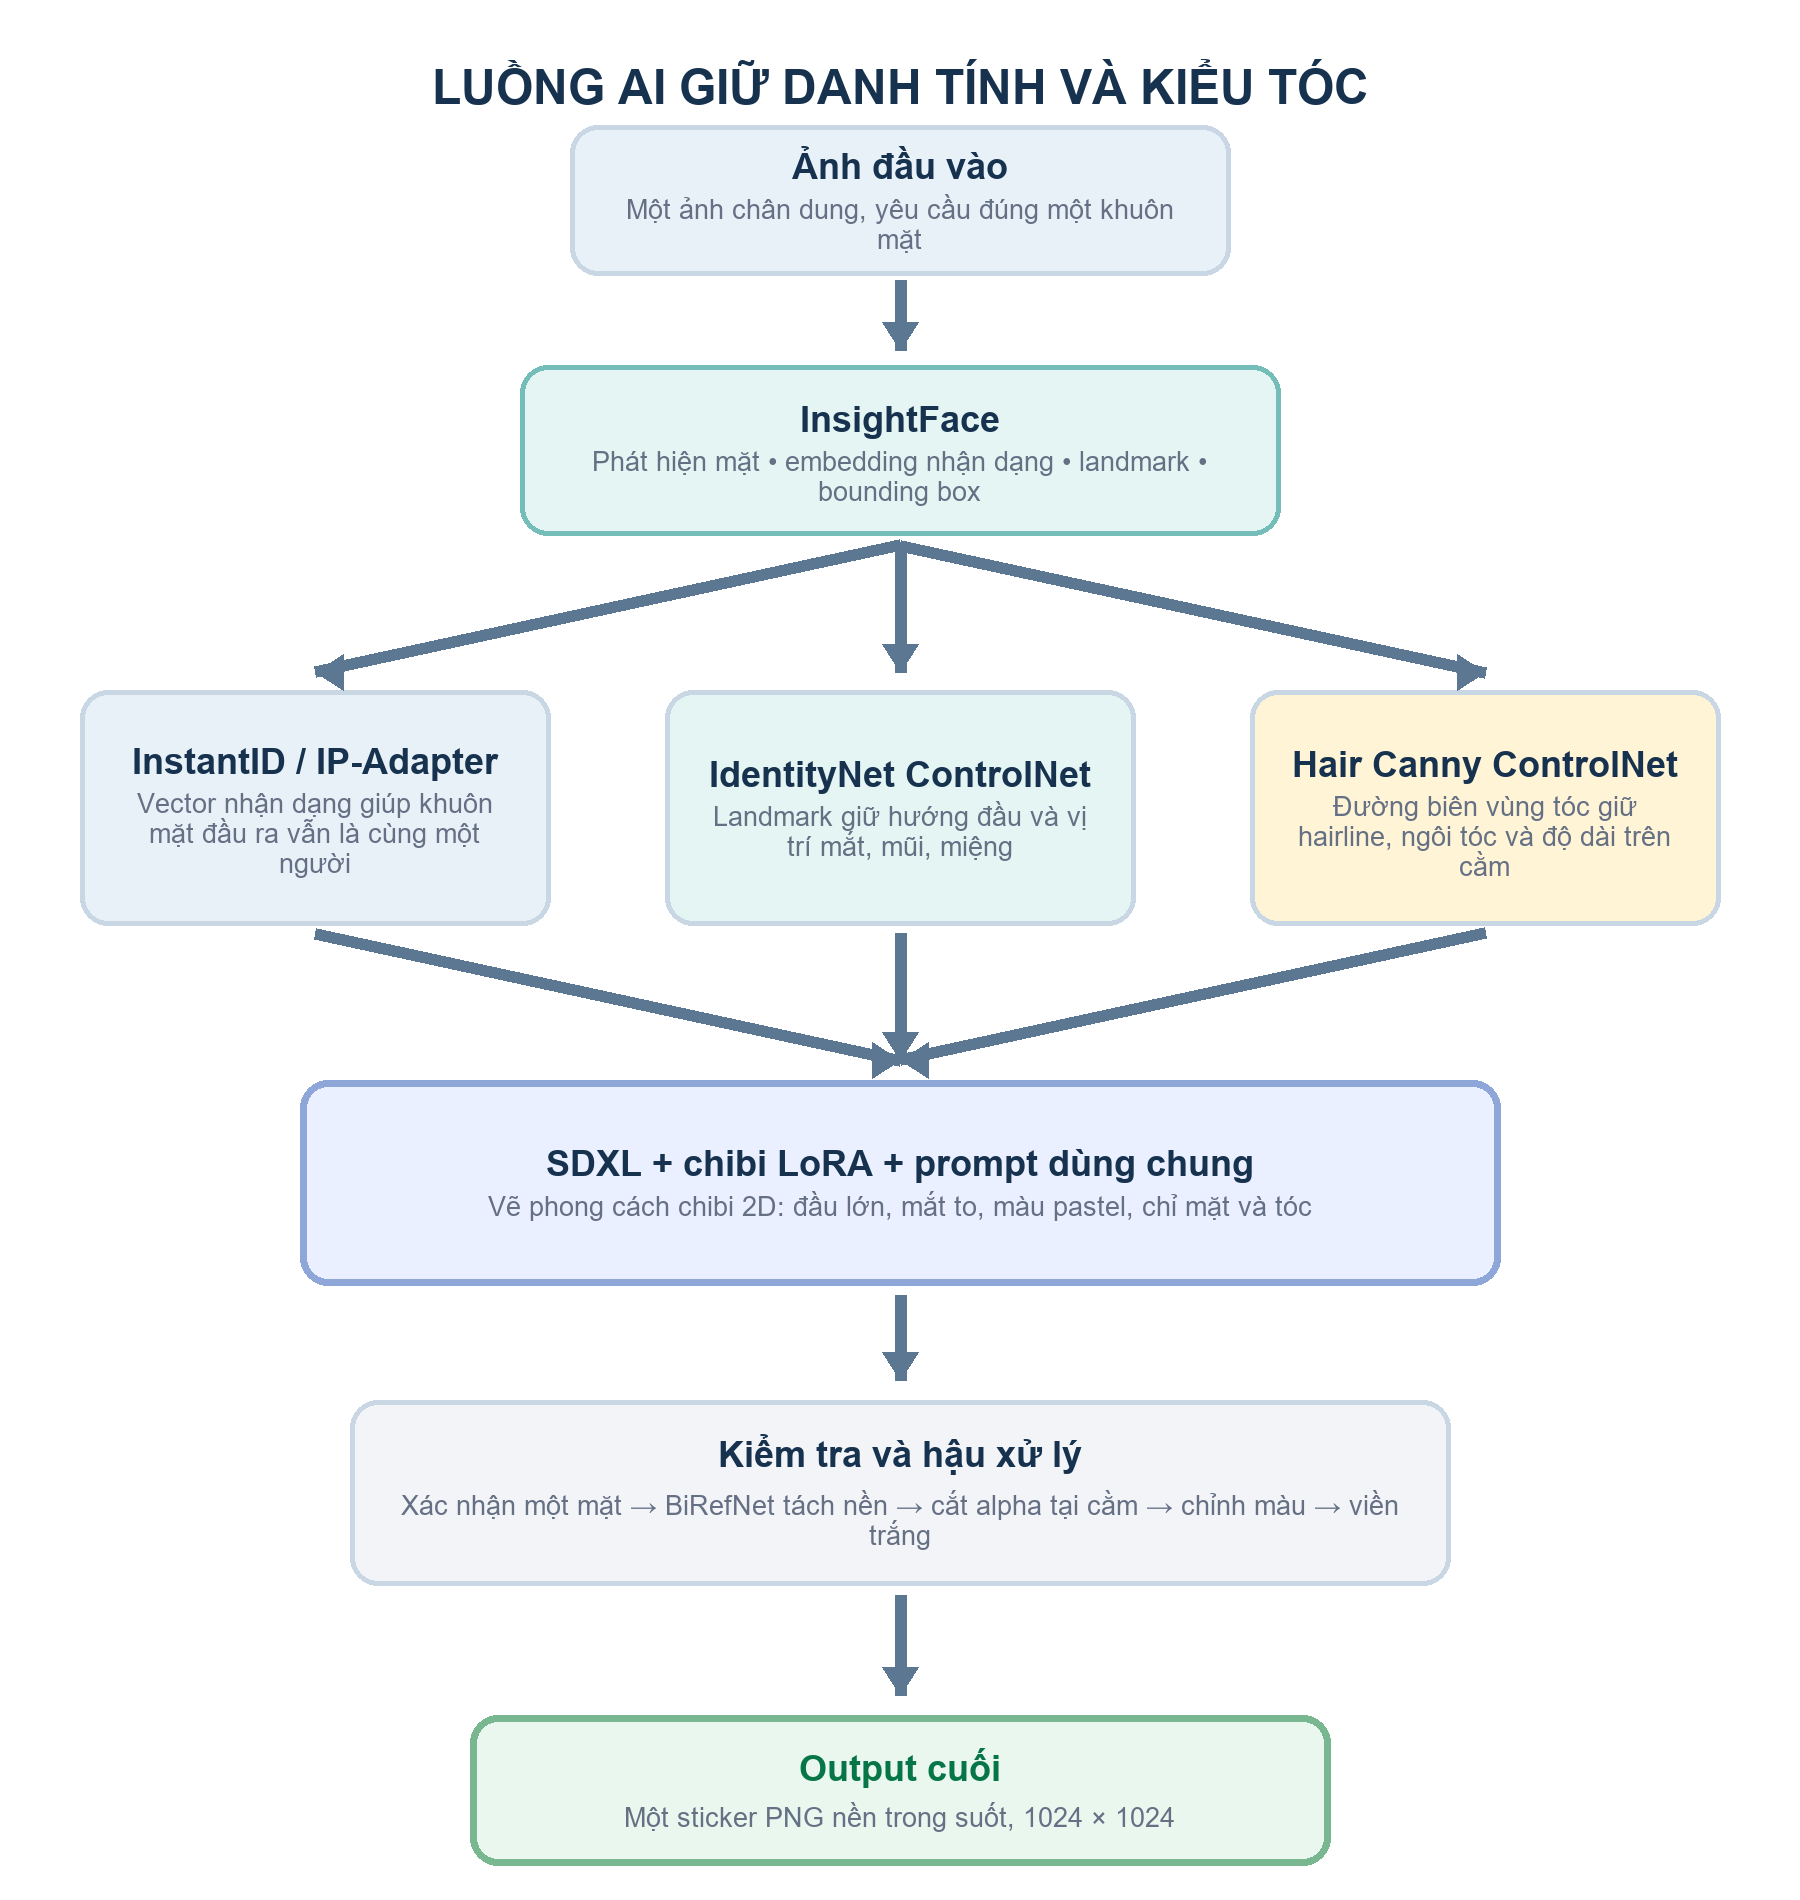 LUỒNG AI GIỮ DANH TÍNH VÀ KIỂU TÓC
Ảnh đầu vào
Một ảnh chân dung, yêu cầu đúng một khuôn
mặt
InsightFace
Phát hiện mặt • embedding nhận dạng • landmark •
bounding box
InstantID / IP-Adapter
Vector nhận dạng giúp khuôn
mặt đầu ra vẫn là cùng một
người
IdentityNet ControlNet
Landmark giữ hướng đầu và vị
trí mắt, mũi, miệng
Hair Canny ControlNet
Đường biên vùng tóc giữ
hairline, ngôi tóc và độ dài trên
cằm
SDXL + chibi LoRA + prompt dùng chung
Vẽ phong cách chibi 2D: đầu lớn, mắt to, màu pastel, chỉ mặt và tóc
Kiểm tra và hậu xử lý
Xác nhận một mặt → BiRefNet tách nền → cắt alpha tại cằm → chỉnh màu → viền
trắng
Output cuối
Một sticker PNG nền trong suốt, 1024 × 1024